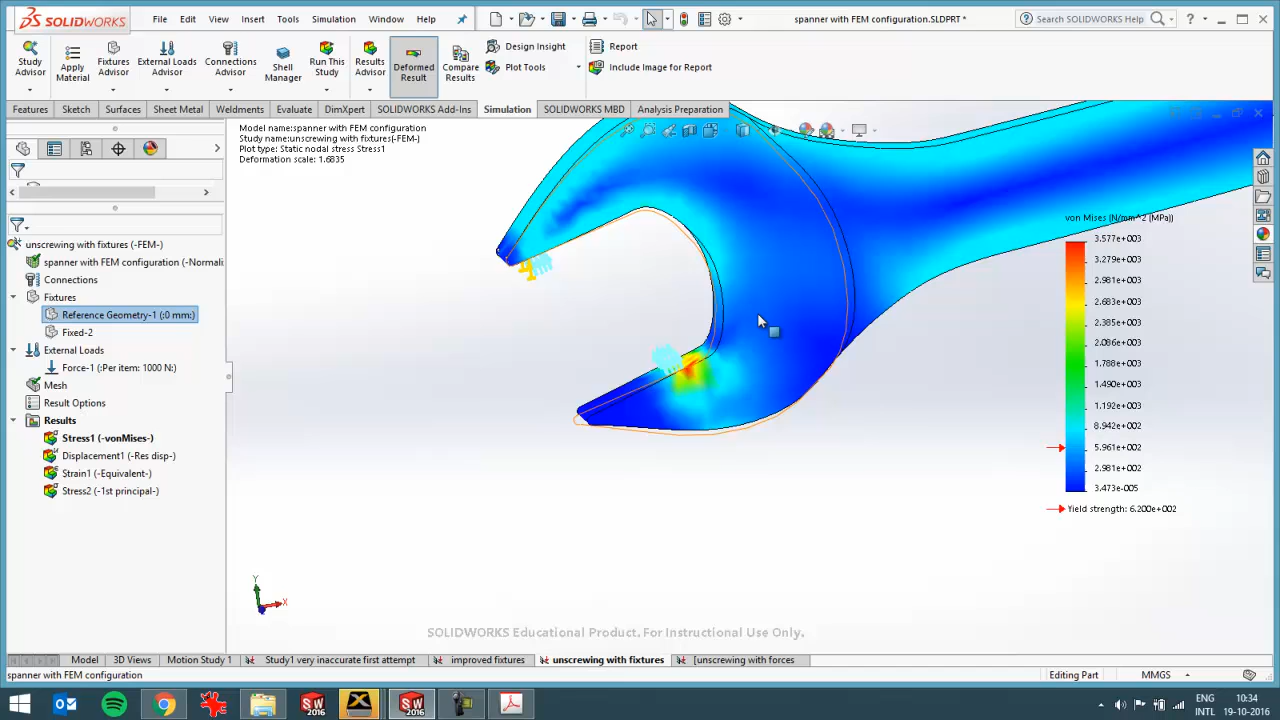 SOLIDWORKS
File Edit View Insert Tools Simulation Window Help
spanner with FEM configuration.SLDPRT *
Search SOLIDWORKS Help
Study Advisor
Apply Material
Fixtures Advisor
External Loads Advisor
Connections Advisor
Shell Manager
Run This Study
Results Advisor
Deformed Result
Compare Results
Design Insight
Plot Tools
Report
Include Image for Report
Features Sketch Surfaces Sheet Metal Weldments Evaluate DimXpert SOLIDWORKS Add-Ins Simulation SOLIDWORKS MBD Analysis Preparation
Model name:spanner with FEM configuration
Study name:unscrewing with fixtures(-FEM-)
Plot type: Static nodal stress Stress1
Deformation scale: 1.6835
unscrewing with fixtures (-FEM-)
spanner with FEM configuration (-Normali
Connections
Fixtures
Reference Geometry-1 (:0 mm:)
Fixed-2
External Loads
Force-1 (:Per item: 1000 N:)
Mesh
Result Options
Results
Stress1 (-vonMises-)
Displacement1 (-Res disp-)
Strain1 (-Equivalent-)
Stress2 (-1st principal-)
von Mises (N/mm^2 (MPa))
3.577e+003
3.279e+003
2.981e+003
2.683e+003
2.385e+003
2.087e+003
1.788e+003
1.490e+003
1.192e+003
8.942e+002
5.961e+002
2.981e+002
3.473e-005
Yield strength: 6.200e+002
Y
X
SOLIDWORKS Educational Product. For Instructional Use Only.
Model 3D Views Motion Study 1 Study1 very inaccurate first attempt improved fixtures unscrewing with fixtures [unscrewing with forces
spanner with FEM configuration
Editing Part
MMGS
SW 2016
SW 2016
ENG
INTL
10:34
19-10-2016